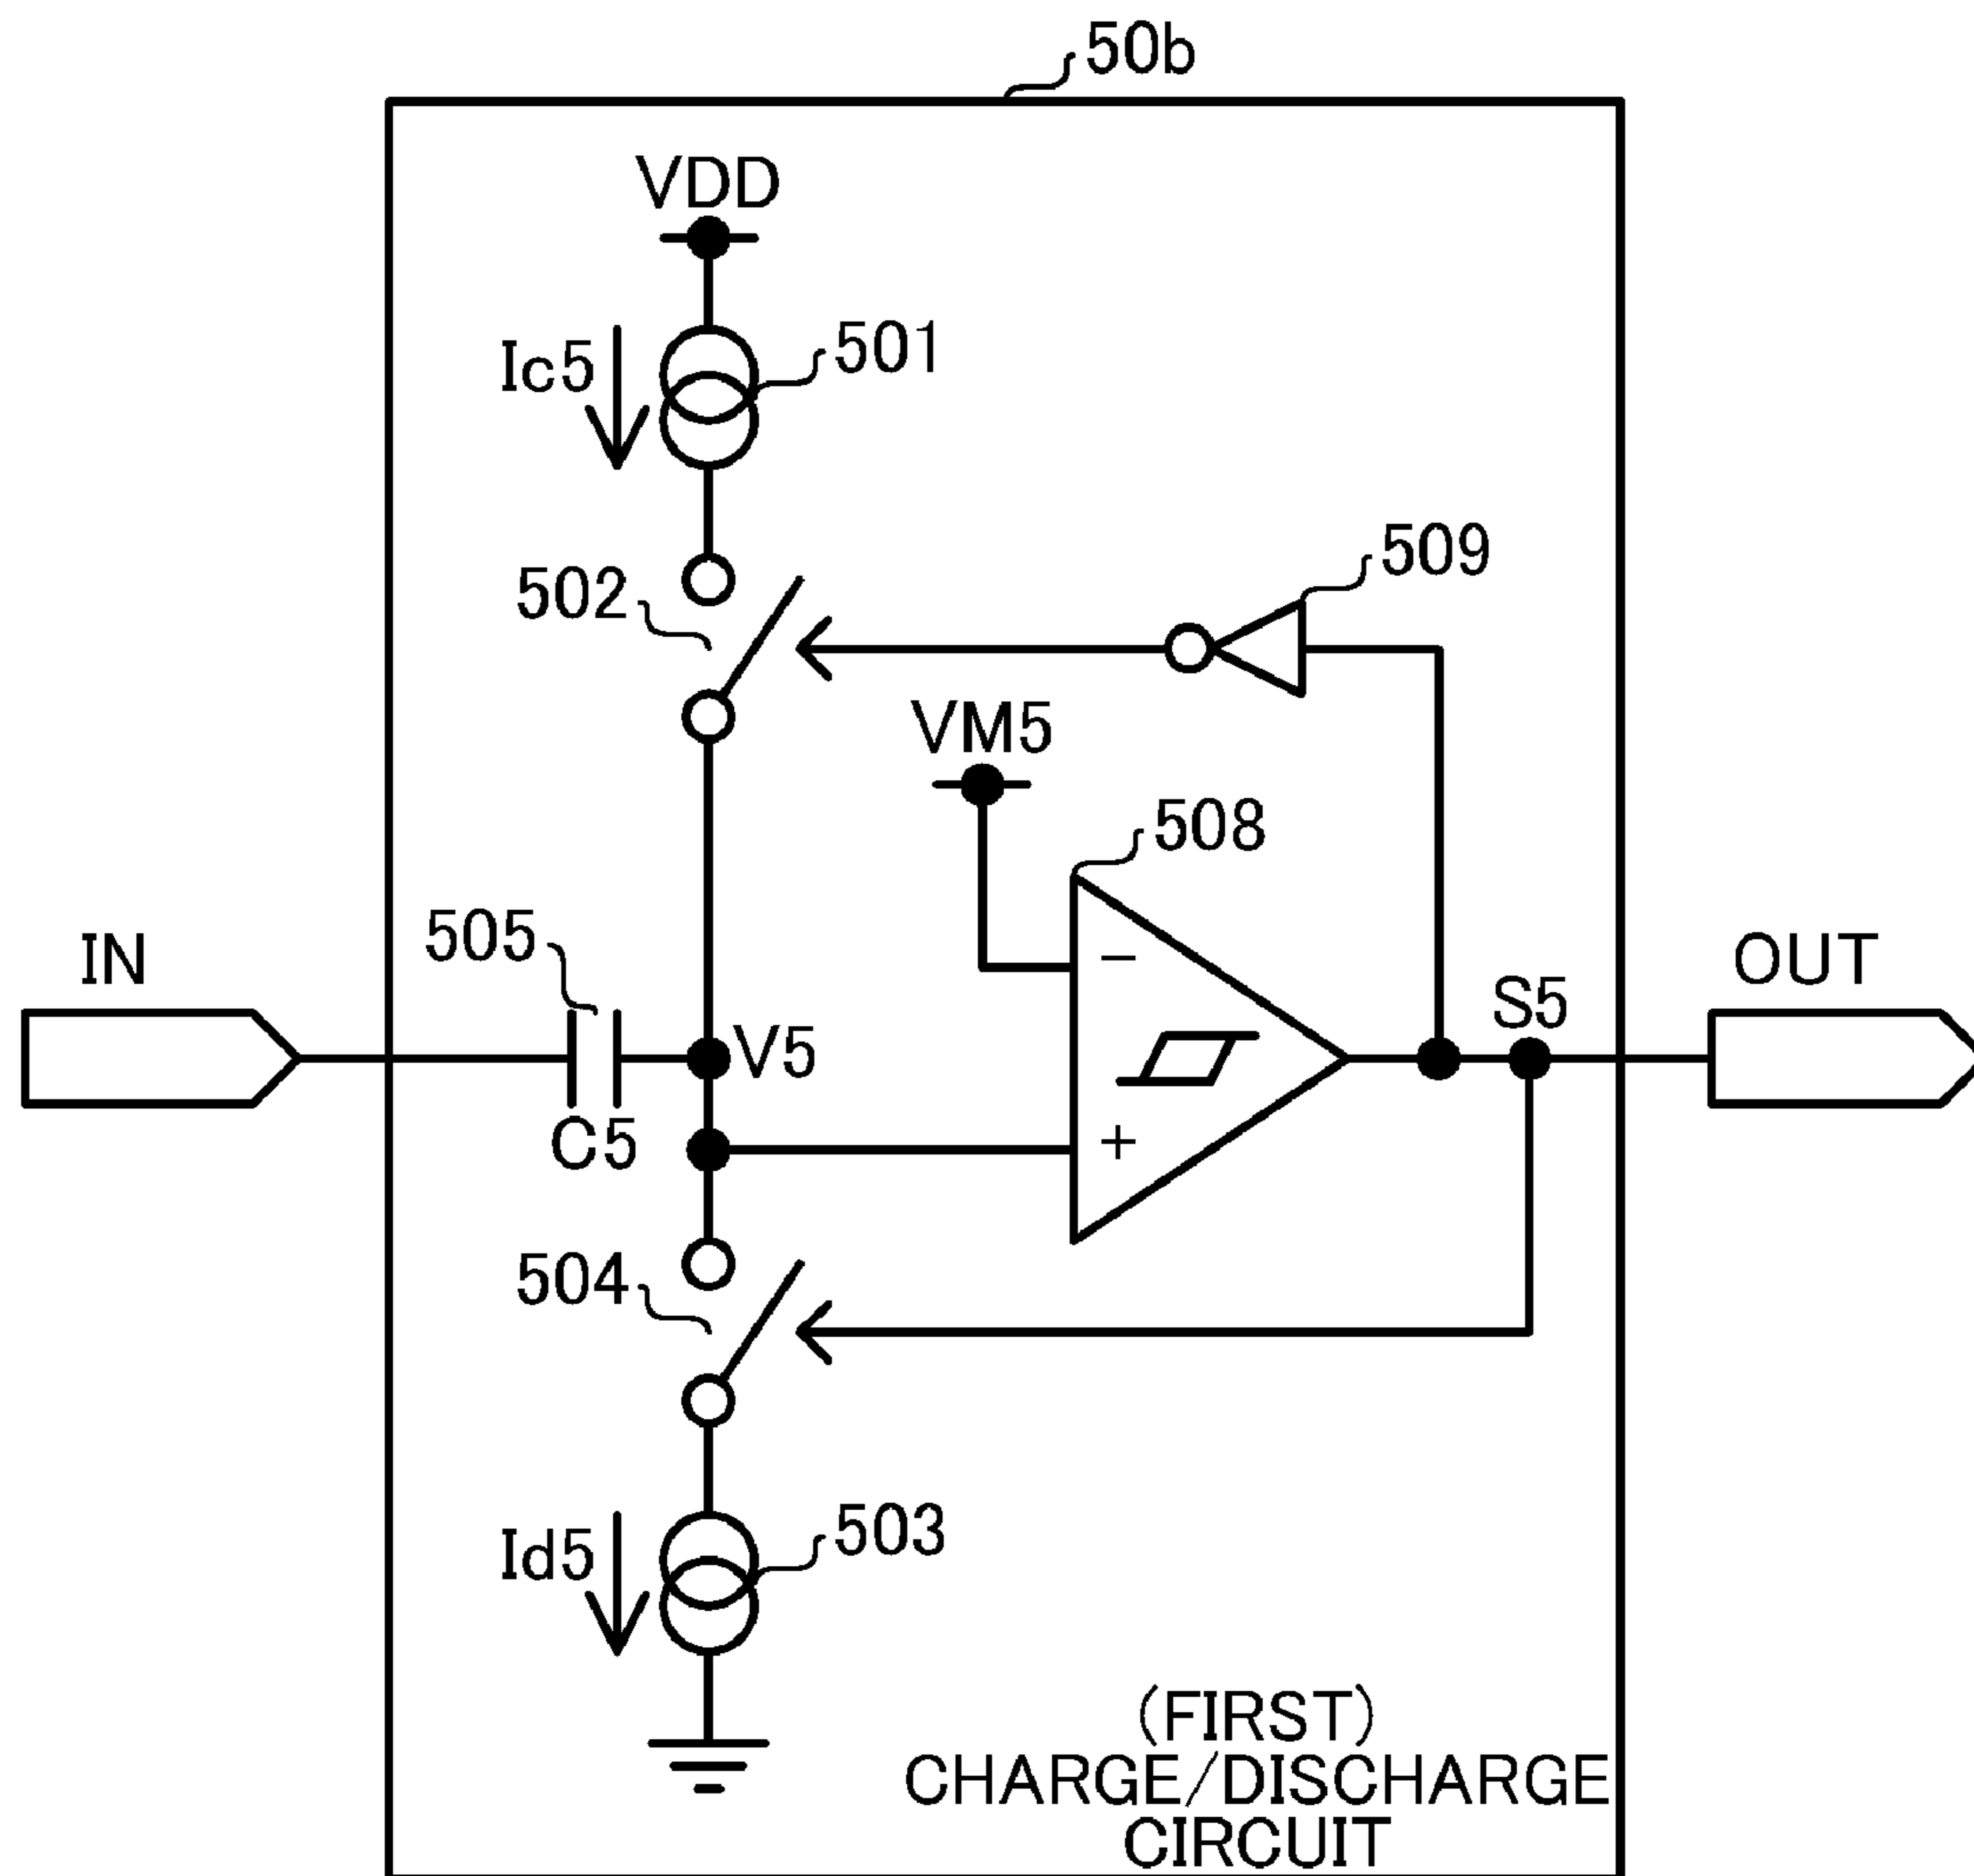 50b
VDD
Ic5
501
502
509
VM5
508
505
IN
OUT
S5
V5
-
C5
+
504
Id5
503
(FIRST)
CHARGE/DISCHARGE
CIRCUIT